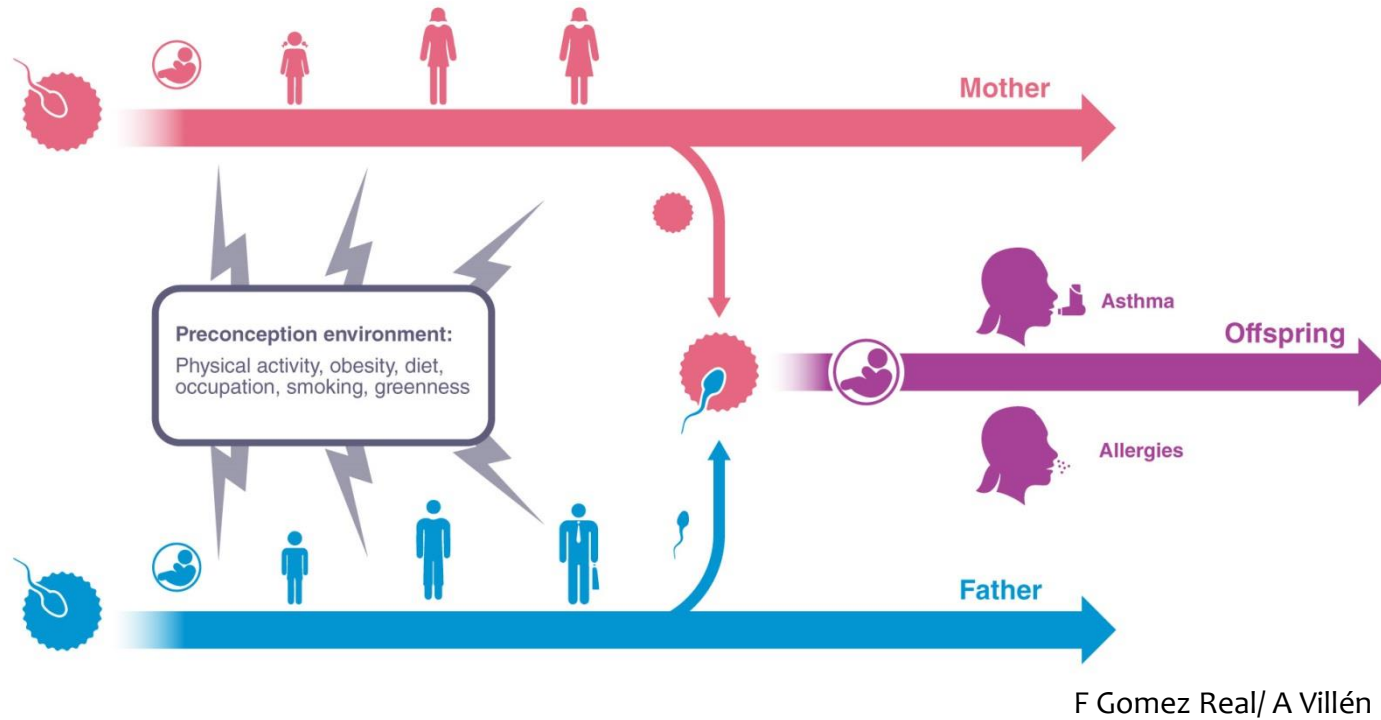 Mother
Preconception environment:
Physical activity, obesity, diet,
occupation, smoking, greenness
Asthma
Offspring
Allergies
Father
F Gomez Real/ A Villén